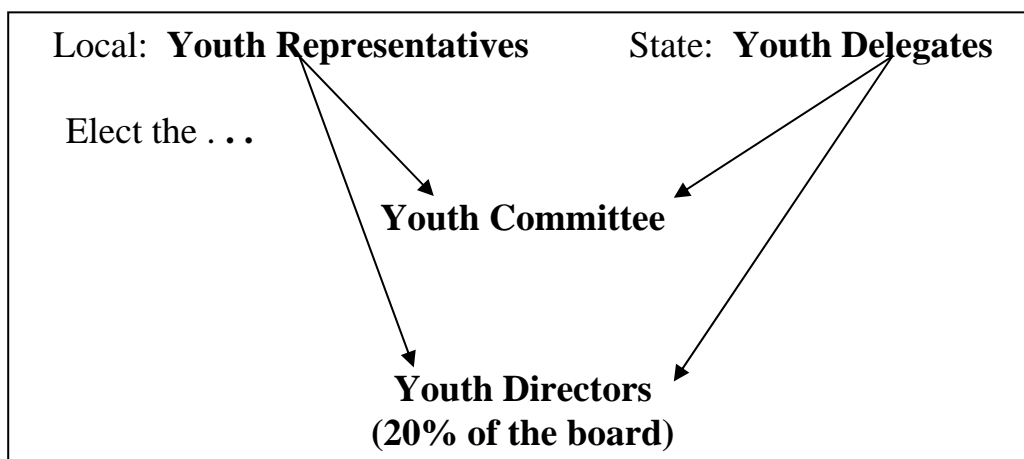 Local: Youth Representatives State: Youth Delegates
Elect the . . .
Youth Committee
Youth Directors
(20% of the board)